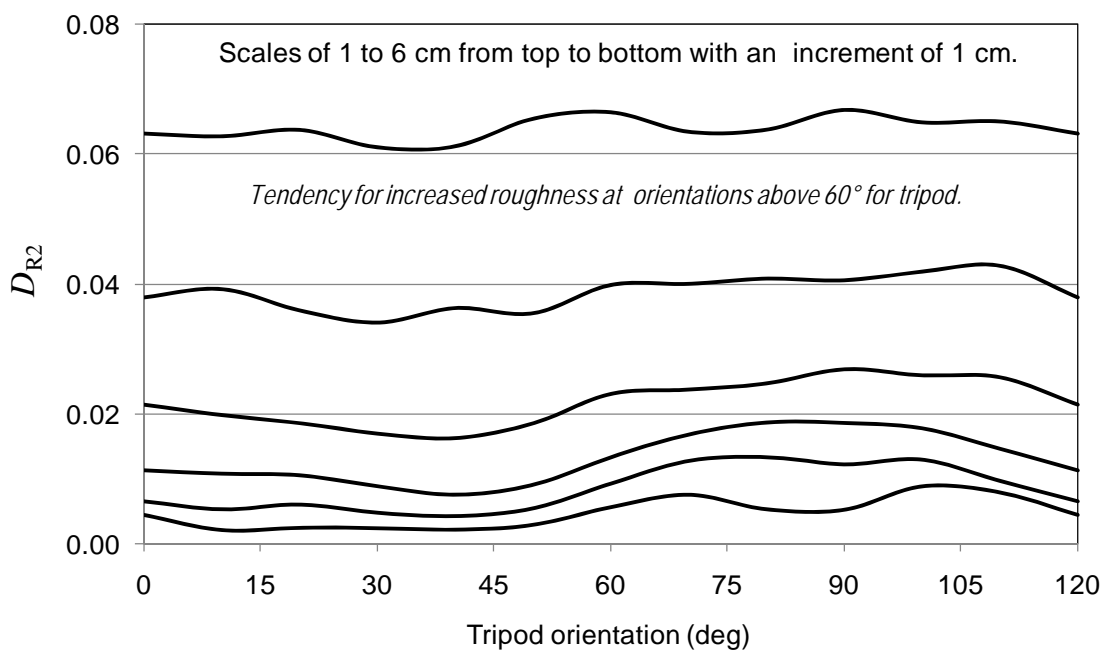 0.08
Scales of 1 to 6 cm from top to bottom with an increment of 1 cm.
0.06
Tendency for increased roughness at orientations above 60° for tripod.
D_R2
0.04
0.02
0.00
0 15 30 45 60 75 90 105 120
Tripod orientation (deg)